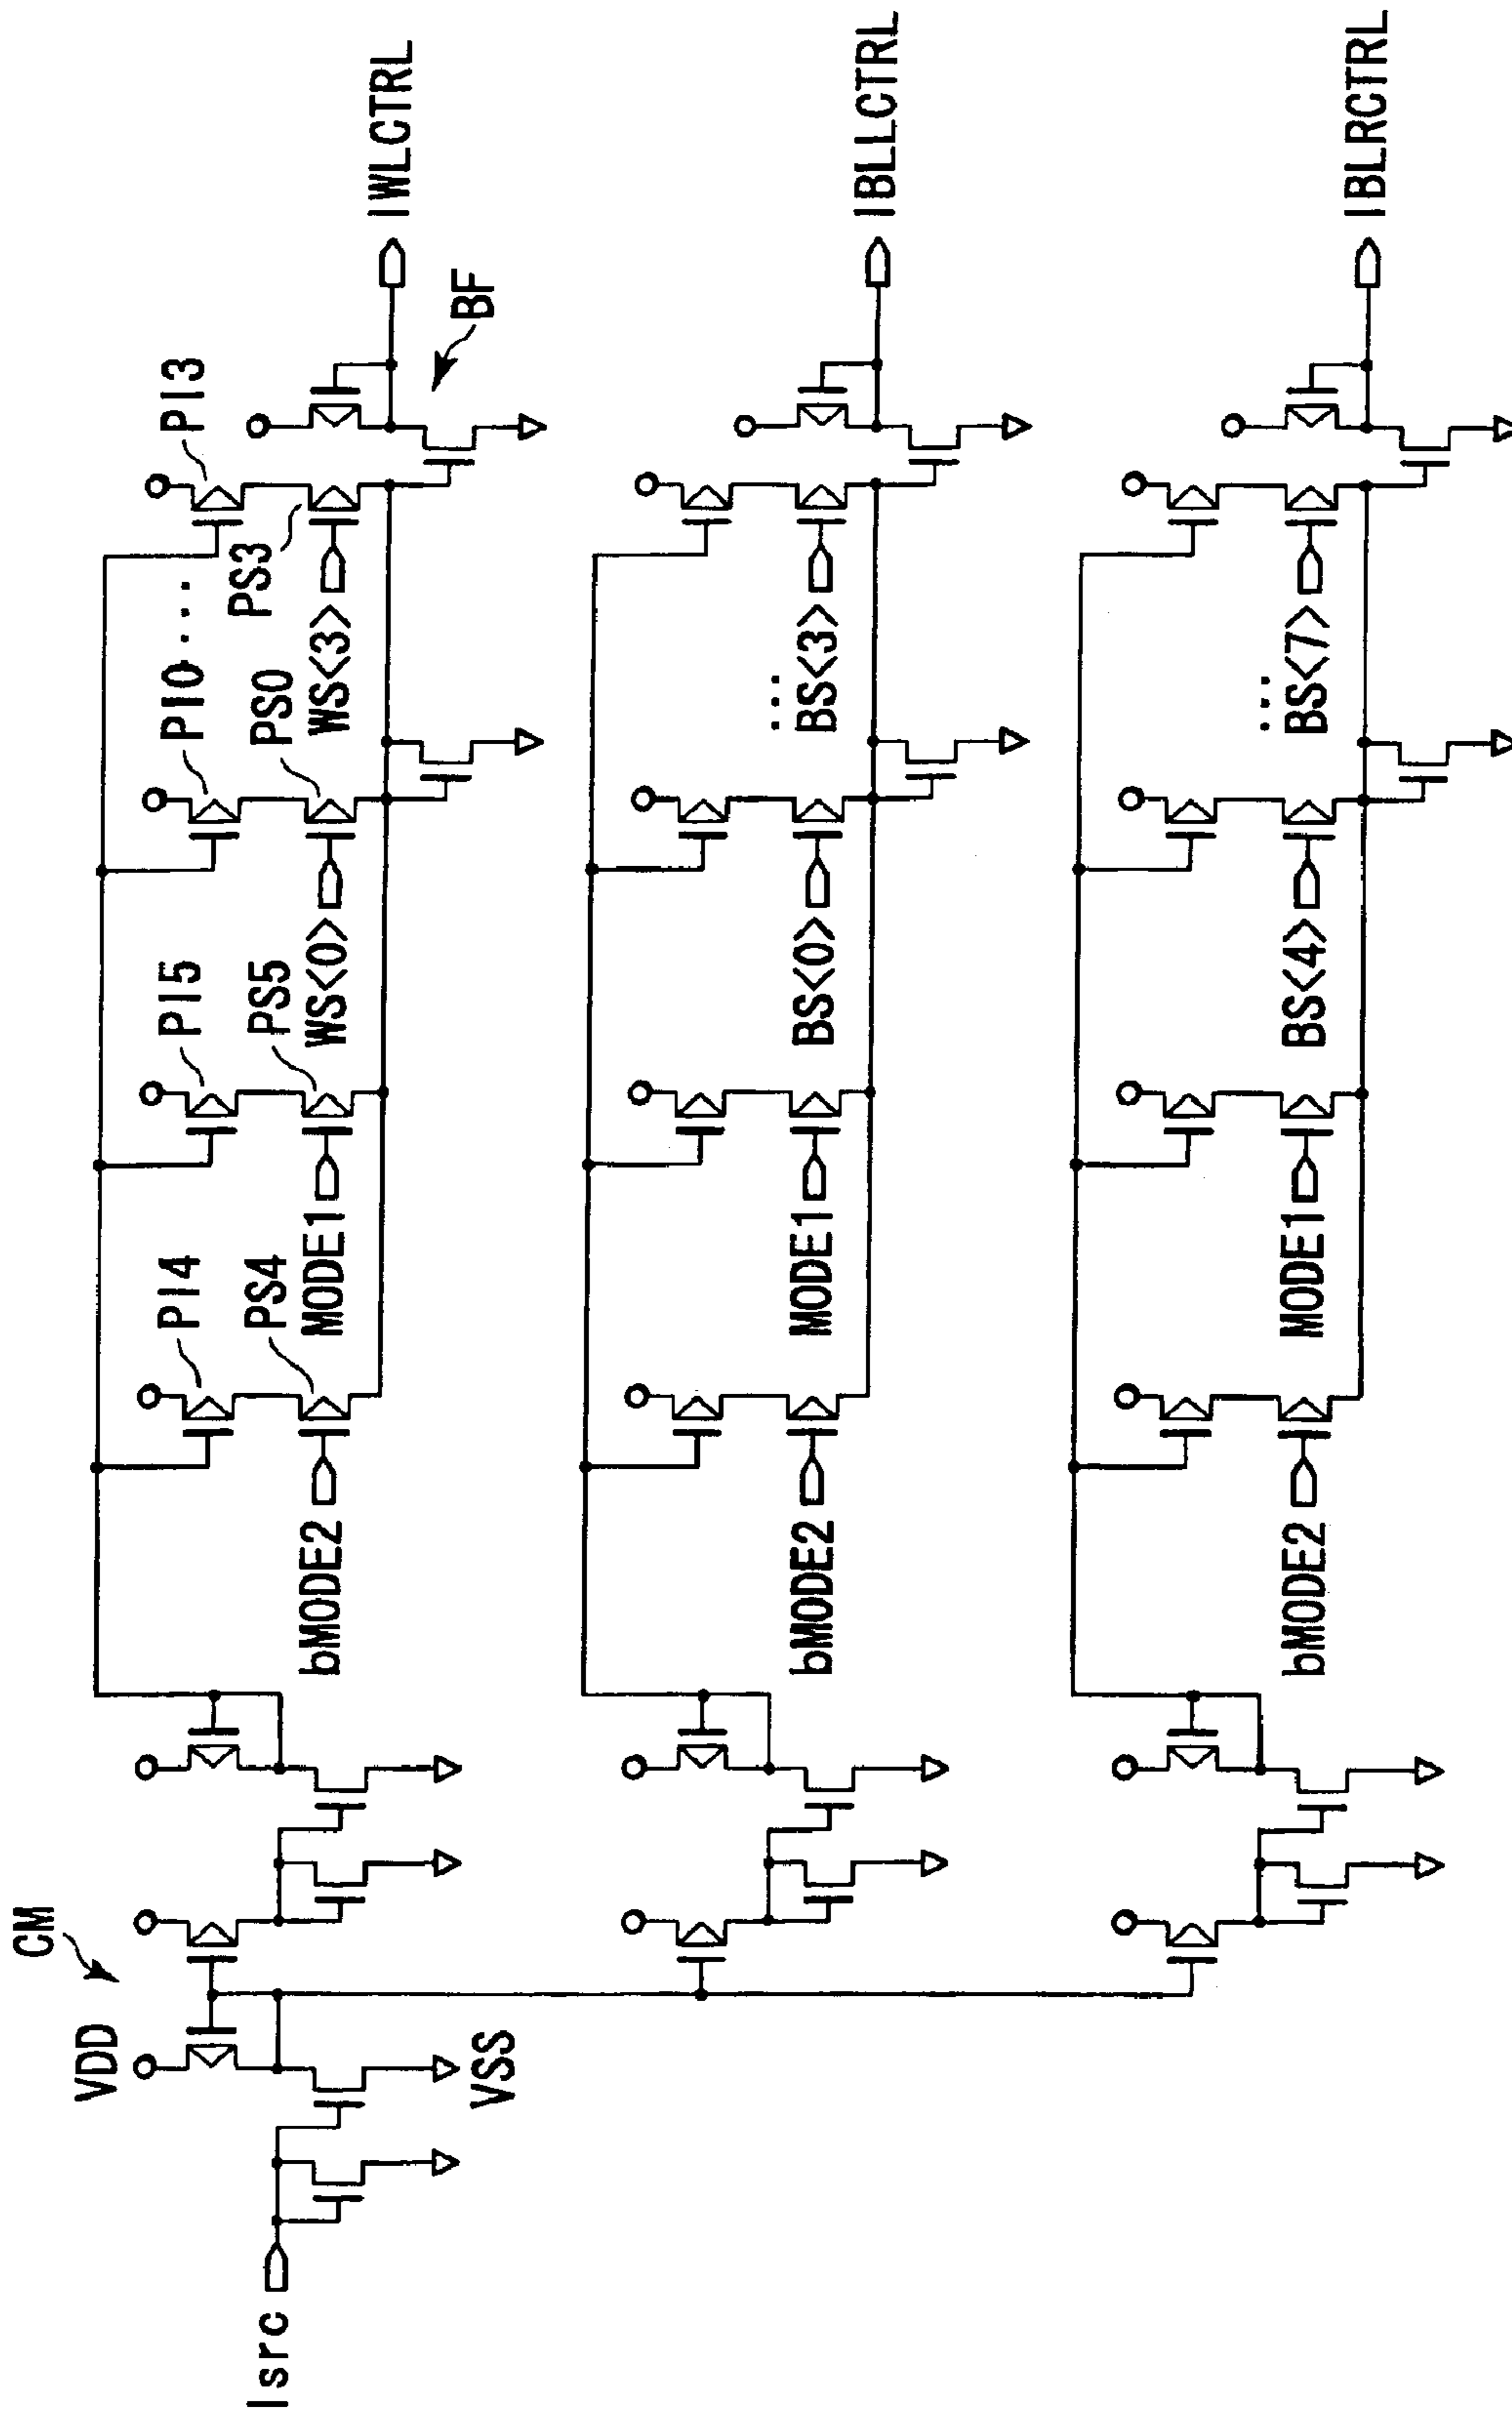 CM
VDD
VSS
Isrc
PI4
PI5
PI0
...
PI3
PS4
PS5
PS0
PS3
bMODE2
MODE1
WS<0>
WS<3>
BF
IWLCTRL
bMODE2
MODE1
BS<0>
...
BS<3>
IBLLCTRL
bMODE2
MODE1
BS<4>
...
BS<7>
IBLRCTRL